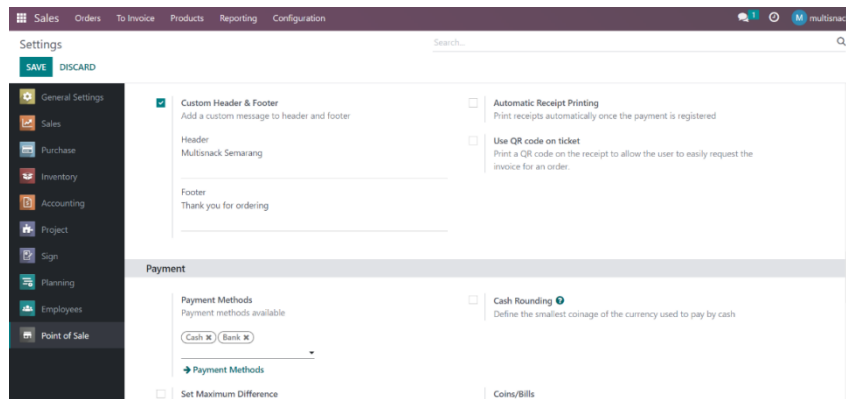 Sales Orders To Invoice Products Reporting Configuration 1 M multisnac
Settings Search...
SAVE DISCARD
General Settings
Sales
Purchase
Inventory
Accounting
Project
Sign
Planning
Employees
Point of Sale
Custom Header & Footer
Add a custom message to header and footer
Header
Multisnack Semarang
Footer
Thank you for ordering
Automatic Receipt Printing
Print receipts automatically once the payment is registered
Use QR code on ticket
Print a QR code on the receipt to allow the user to easily request the
invoice for an order.
Payment
Payment Methods
Payment methods available
Cash Bank
Payment Methods
Cash Rounding
Define the smallest coinage of the currency used to pay by cash
Set Maximum Difference
Coins/Bills